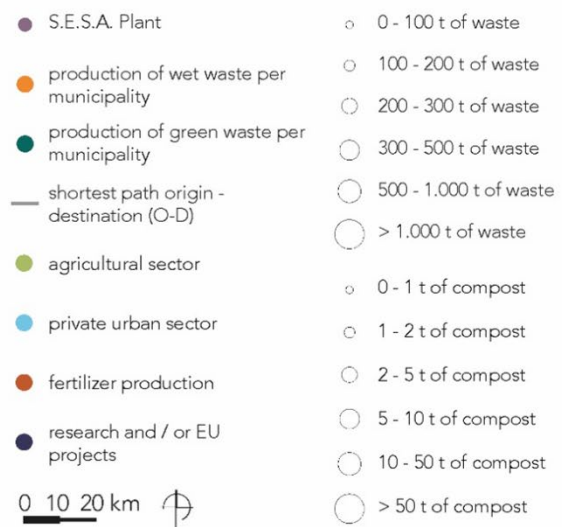 S.E.S.A. Plant
production of wet waste per
municipality
production of green waste per
municipality
shortest path origin -
destination (O-D)
agricultural sector
private urban sector
fertilizer production
research and / or EU
projects
0 10 20 km
0 - 100 t of waste
100 - 200 t of waste
200 - 300 t of waste
300 - 500 t of waste
500 - 1.000 t of waste
> 1.000 t of waste
0 - 1 t of compost
1 - 2 t of compost
2 - 5 t of compost
5 - 10 t of compost
10 - 50 t of compost
> 50 t of compost